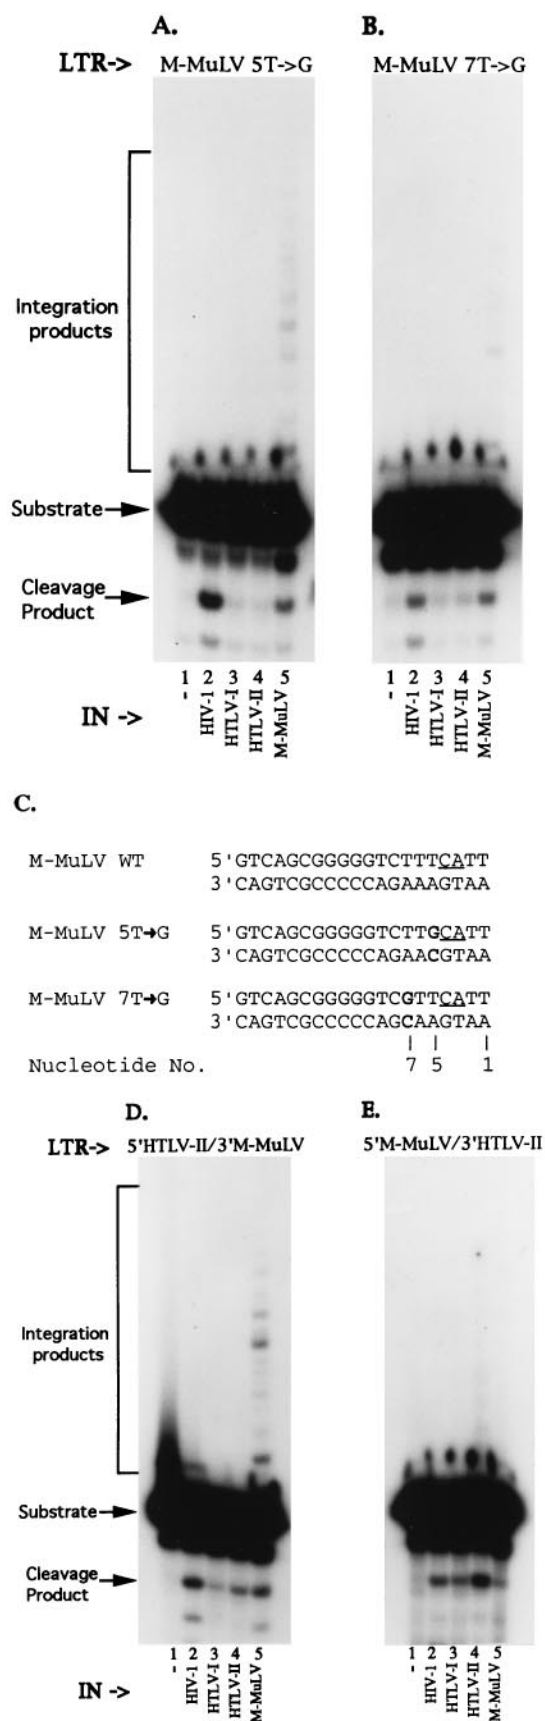 A.
B.
LTR->
M-MuLV 5T->G
M-MuLV 7T->G
Integration
products
Substrate
Cleavage
Product
1 2 3 4 5
- HIV-1 HTLV-I HTLV-II M-MuLV
1 2 3 4 5
- HIV-1 HTLV-I HTLV-II M-MuLV
IN ->
C.
M-MuLV WT 5'GTCAGCGGGGGTCTTTCATT
3'CAGTCGCCCCCAGAAAGTAA
M-MuLV 5T→G 5'GTCAGCGGGGGTCTTGCATT
3'CAGTCGCCCCCAGAACGTAA
M-MuLV 7T→G 5'GTCAGCGGGGGTCGTTCATT
3'CAGTCGCCCCCAGCAAGTAA
Nucleotide No. 7 5 1
D.
E.
LTR->
5'HTLV-II/3'M-MuLV
5'M-MuLV/3'HTLV-II
Integration
products
Substrate
Cleavage
Product
1 2 3 4 5
- HIV-1 HTLV-I HTLV-II M-MuLV
1 2 3 4 5
- HIV-1 HTLV-I HTLV-II M-MuLV
IN ->